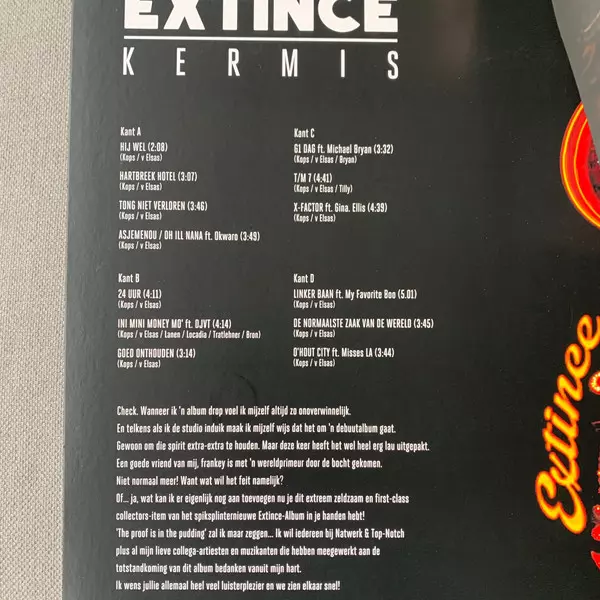 EXTINCE
KERMIS
Kant A
HIJ WEL (2:08)
(Kops / v Elsas)
HARTBREEK HOTEL (3:07)
(Kops / v Elsas)
TONG NIET VERLOREN (3:46)
(Kops / v Elsas)
ASJEMENOU / OH ILL NANA ft. Okwaro (3:49)
(Kops / v Elsas)
Kant B
24 UUR (4:11)
(Kops / v Elsas)
INI MINI MONEY MO' ft. DJVT (4:14)
(Kops / v Elsas / Lanen / Locadia / Tratlehner / Bron)
GOED ONTHOUDEN (3:14)
(Kops / v Elsas)
Kant C
G1 DAG ft. Michael Bryan (3:32)
(Kops / v Elsas / Bryan)
T/M 7 (4:41)
(Kops / v Elsas / Tilly)
X-FACTOR ft. Gina. Ellis (4:39)
(Kops / v Elsas)
Kant D
LINKER BAAN ft. My Favorite Boo (5.01)
(Kops / v Elsas)
DE NORMAALSTE ZAAK VAN DE WERELD (3:45)
(Kops / v Elsas)
O'HOUT CITY ft. Misses LA (3:44)
(Kops / v Elsas)
Check. Wanneer ik 'n album drop voel ik mijzelf altijd zo onoverwinnelijk.
En telkens als ik de studio induik maak ik mijzelf wijs dat het om 'n debuutalbum gaat.
Gewoon om die spirit extra-extra te houden. Maar deze keer heeft het wel heel erg lau uitgepakt.
Een goede vriend van mij, frankey is met 'n wereldprimeur door de bocht gekomen.
Niet normaal meer! Want wat wil het feit namelijk?
Of... ja, wat kan ik er eigenlijk nog aan toevoegen nu je dit extreem zeldzaam en first-class
collectors-item van het spiksplinternieuwe Extince-Album in je handen hebt!
'The proof is in the pudding' zal ik maar zeggen... Ik wil iedereen bij Natwerk & Top-Notch
plus al mijn lieve collega-artiesten en muzikanten die hebben meegewerkt aan de
totstandkoming van dit album bedanken vanuit mijn hart.
Ik wens jullie allemaal heel veel luisterplezier en we zien elkaar snel!
Extince